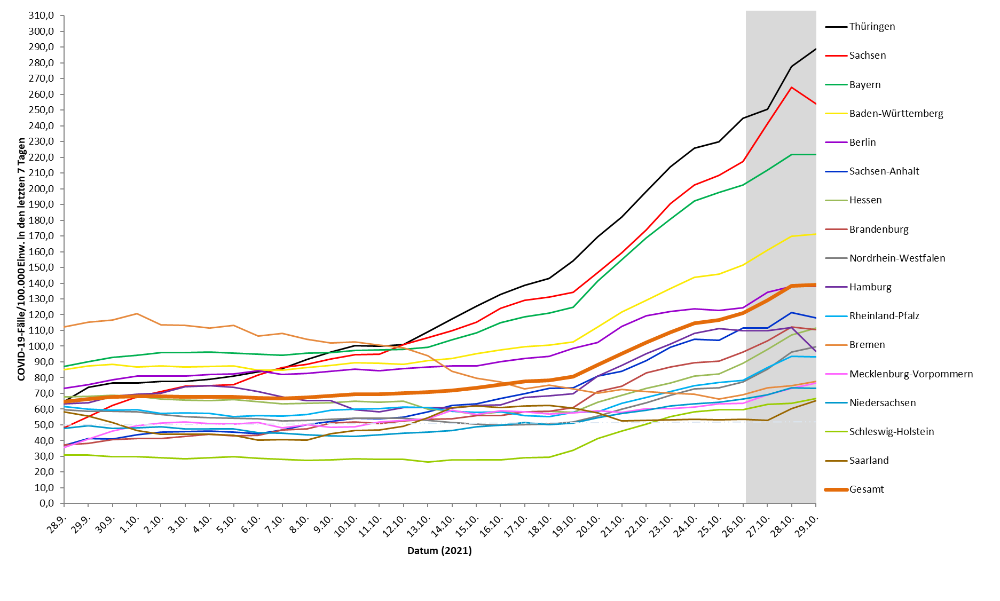 310,0
300,0
290,0
280,0
270,0
260,0
250,0
240,0
230,0
220,0
210,0
200,0
190,0
180,0
170,0
160,0
150,0
140,0
130,0
120,0
110,0
100,0
90,0
80,0
70,0
60,0
50,0
40,0
30,0
20,0
10,0
0,0
COVID-19-Fälle/100.000 Einw. in den letzten 7 Tagen
28.9. 29.9. 30.9. 1.10. 2.10. 3.10. 4.10. 5.10. 6.10. 7.10. 8.10. 9.10. 10.10. 11.10. 12.10. 13.10. 14.10. 15.10. 16.10. 17.10. 18.10. 19.10. 20.10. 21.10. 22.10. 23.10. 24.10. 25.10. 26.10. 27.10. 28.10. 29.10.
Datum (2021)
Thüringen
Sachsen
Bayern
Baden-Württemberg
Berlin
Sachsen-Anhalt
Hessen
Brandenburg
Nordrhein-Westfalen
Hamburg
Rheinland-Pfalz
Bremen
Mecklenburg-Vorpommern
Niedersachsen
Schleswig-Holstein
Saarland
Gesamt